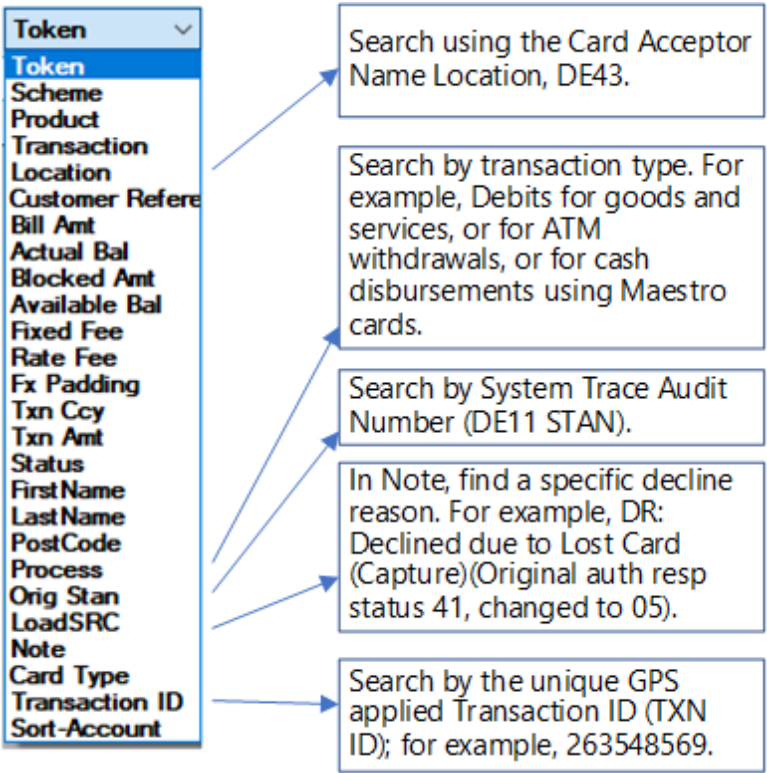 Token
Token
Scheme
Product
Transaction
Location
Customer Refere
Bill Amt
Actual Bal
Blocked Amt
Available Bal
Fixed Fee
Rate Fee
Fx Padding
Txn Ccy
Txn Amt
Status
FirstName
LastName
PostCode
Process
Orig Stan
LoadSRC
Note
Card Type
Transaction ID
Sort-Account
Search using the Card Acceptor
Name Location, DE43.
Search by transaction type. For
example, Debits for goods and
services, or for ATM
withdrawals, or for cash
disbursements using Maestro
cards.
Search by System Trace Audit
Number (DE11 STAN).
In Note, find a specific decline
reason. For example, DR:
Declined due to Lost Card
(Capture)(Original auth resp
status 41, changed to 05).
Search by the unique GPS
applied Transaction ID (TXN
ID); for example, 263548569.